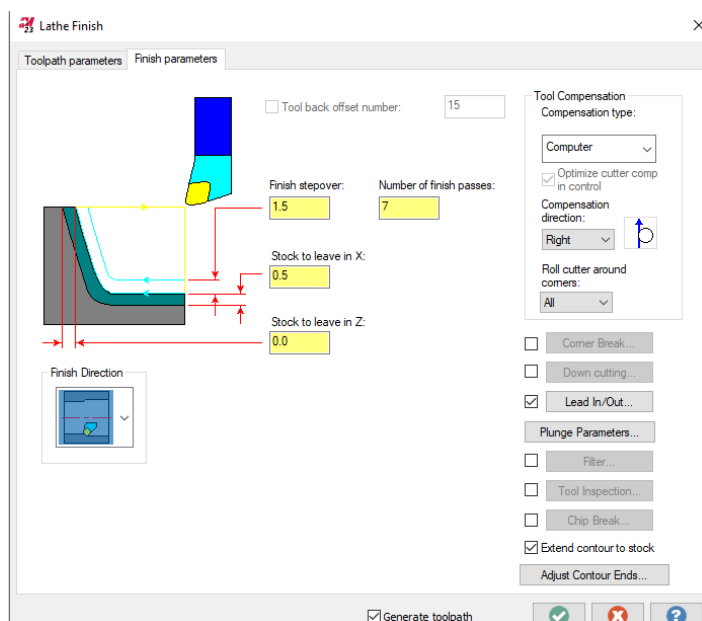 23 Lathe Finish
Toolpath parameters
Finish parameters
Tool back offset number:
15
Finish stepover:
1.5
Number of finish passes:
7
Stock to leave in X:
0.5
Stock to leave in Z:
0.0
Finish Direction
Tool Compensation
Compensation type:
Computer
Optimize cutter comp
in control
Compensation
direction:
Right
Roll cutter around
corners:
All
Corner Break...
Down cutting...
Lead In/Out...
Plunge Parameters...
Filter...
Tool Inspection...
Chip Break...
Extend contour to stock
Adjust Contour Ends...
Generate toolpath
?